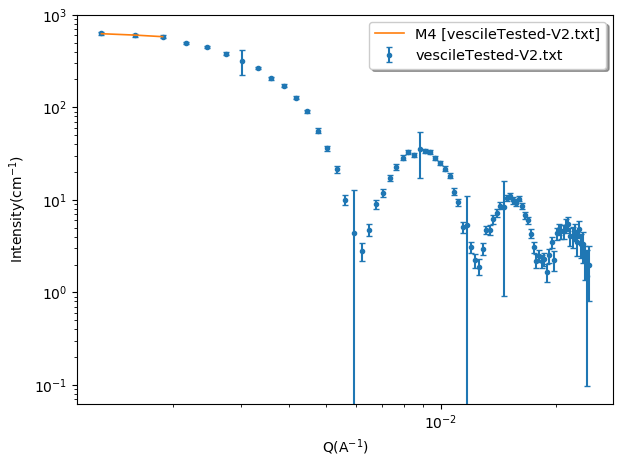 M4 [vescileTested-V2.txt]
vescileTested-V2.txt
10³
10²
10¹
10⁰
10⁻¹
Intensity(cm⁻¹)
10⁻²
Q(A⁻¹)